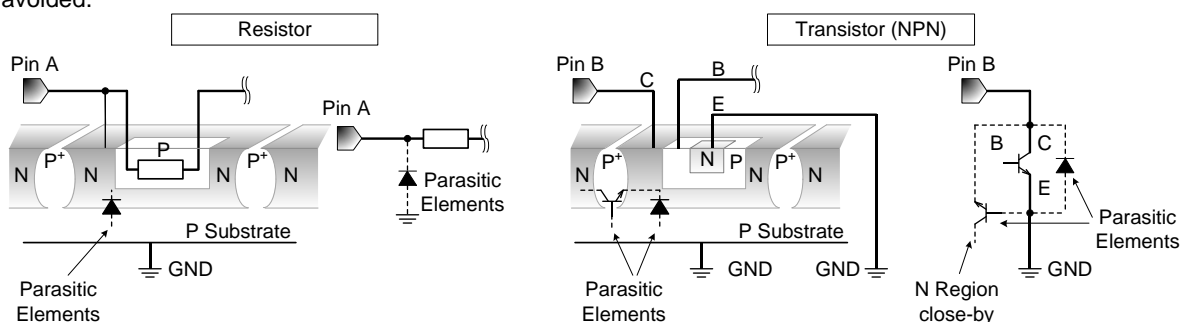 avoided.
Resistor
Transistor (NPN)
Pin A
Pin A
N
P+
N
P
N
P+
N
Parasitic
Elements
P Substrate
GND
Parasitic
Elements
Pin B
C
B
E
N
P+
N
N
P
N
P+
N
P Substrate
GND
GND
Parasitic
Elements
Pin B
B
C
E
Parasitic
Elements
GND
N Region
close-by